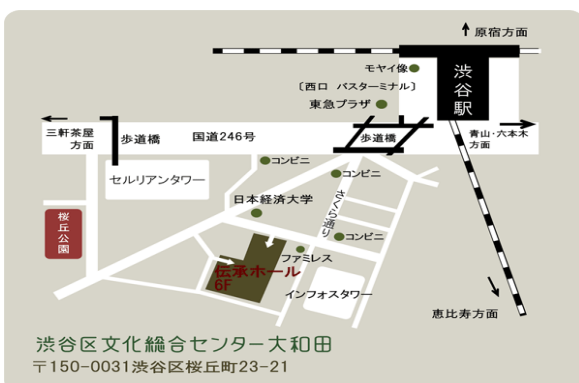 原宿方面
モヤイ像
〔西口 バスターミナル〕
東急プラザ
渋谷駅
三軒茶屋
方面
歩道橋
国道246号
歩道橋
青山・六本木
方面
コンビニ
セルリアンタワー
コンビニ
日本経済大学
さくら通り
桜丘公園
コンビニ
ファミレス
伝承ホール
6F
インフォスタワー
恵比寿方面
渋谷区文化総合センター大和田
〒150-0031渋谷区桜丘町23-21